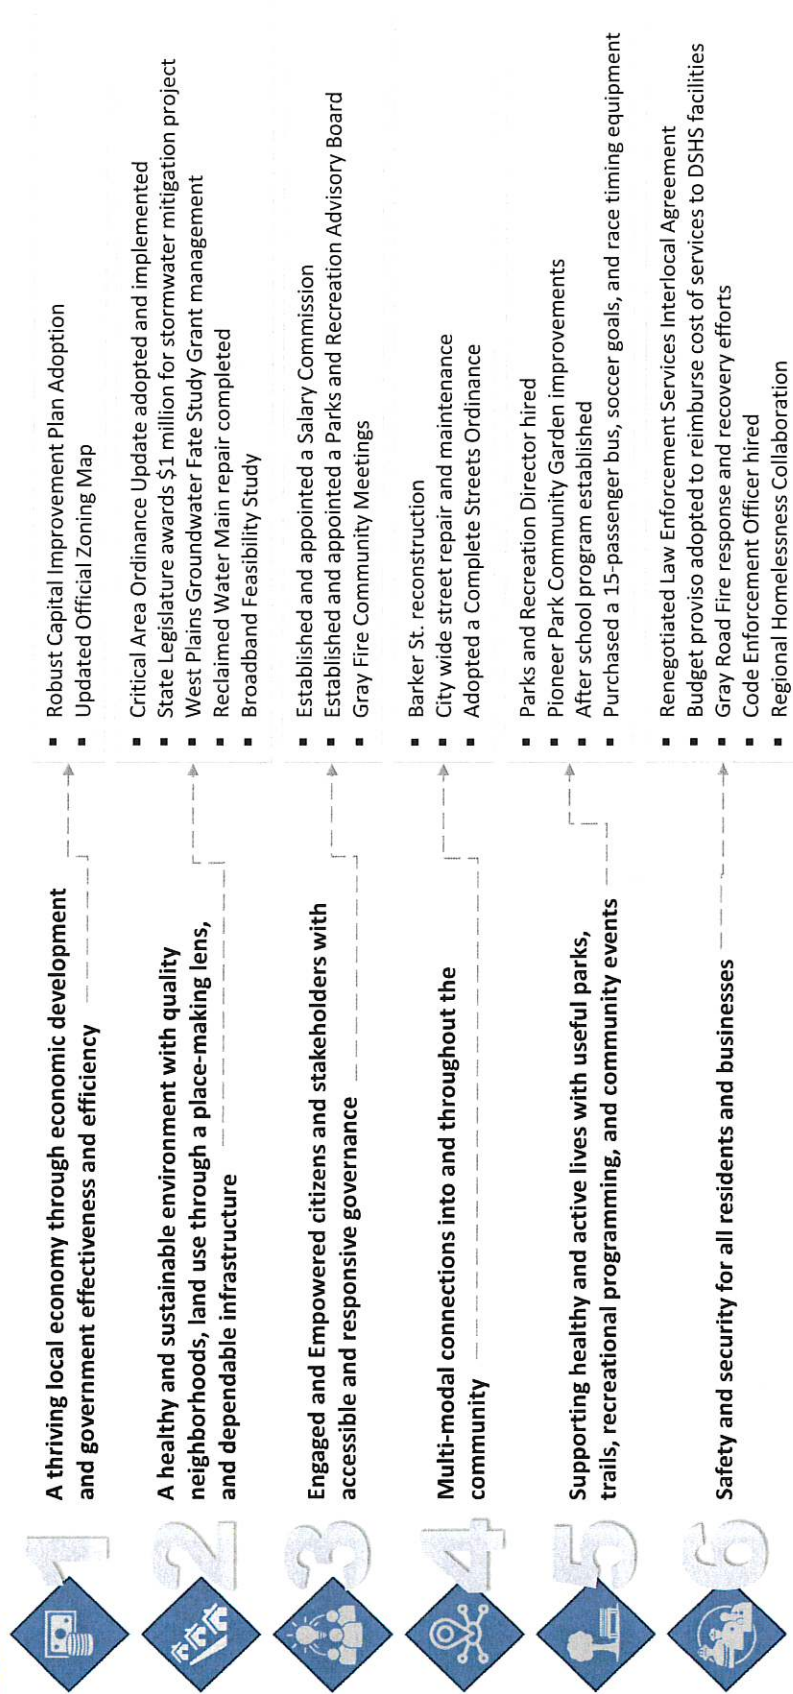 1
A thriving local economy through economic development
and government effectiveness and efficiency
▪ Robust Capital Improvement Plan Adoption
▪ Updated Official Zoning Map
2
A healthy and sustainable environment with quality
neighborhoods, land use through a place-making lens,
and dependable infrastructure
▪ Critical Area Ordinance Update adopted and implemented
▪ State Legislature awards $1 million for stormwater mitigation project
▪ West Plains Groundwater Fate Study Grant management
▪ Reclaimed Water Main repair completed
▪ Broadband Feasibility Study
3
Engaged and Empowered citizens and stakeholders with
accessible and responsive governance
▪ Established and appointed a Salary Commission
▪ Established and appointed a Parks and Recreation Advisory Board
▪ Gray Fire Community Meetings
4
Multi-modal connections into and throughout the
community
▪ Barker St. reconstruction
▪ City wide street repair and maintenance
▪ Adopted a Complete Streets Ordinance
5
Supporting healthy and active lives with useful parks,
trails, recreational programming, and community events
▪ Parks and Recreation Director hired
▪ Pioneer Park Community Garden improvements
▪ After school program established
▪ Purchased a 15-passenger bus, soccer goals, and race timing equipment
6
Safety and security for all residents and businesses
▪ Renegotiated Law Enforcement Services Interlocal Agreement
▪ Budget proviso adopted to reimburse cost of services to DSHS facilities
▪ Gray Road Fire response and recovery efforts
▪ Code Enforcement Officer hired
▪ Regional Homelessness Collaboration